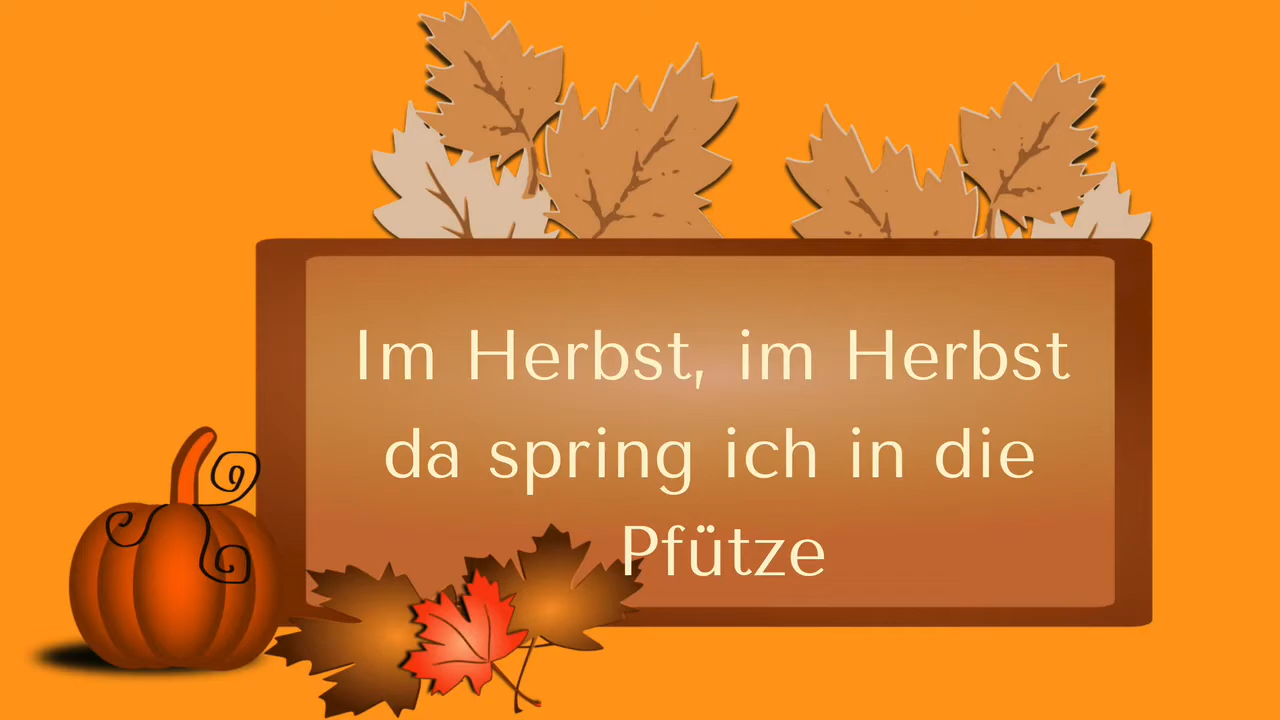 Im Herbst, im Herbst
da spring ich in die
Pfütze